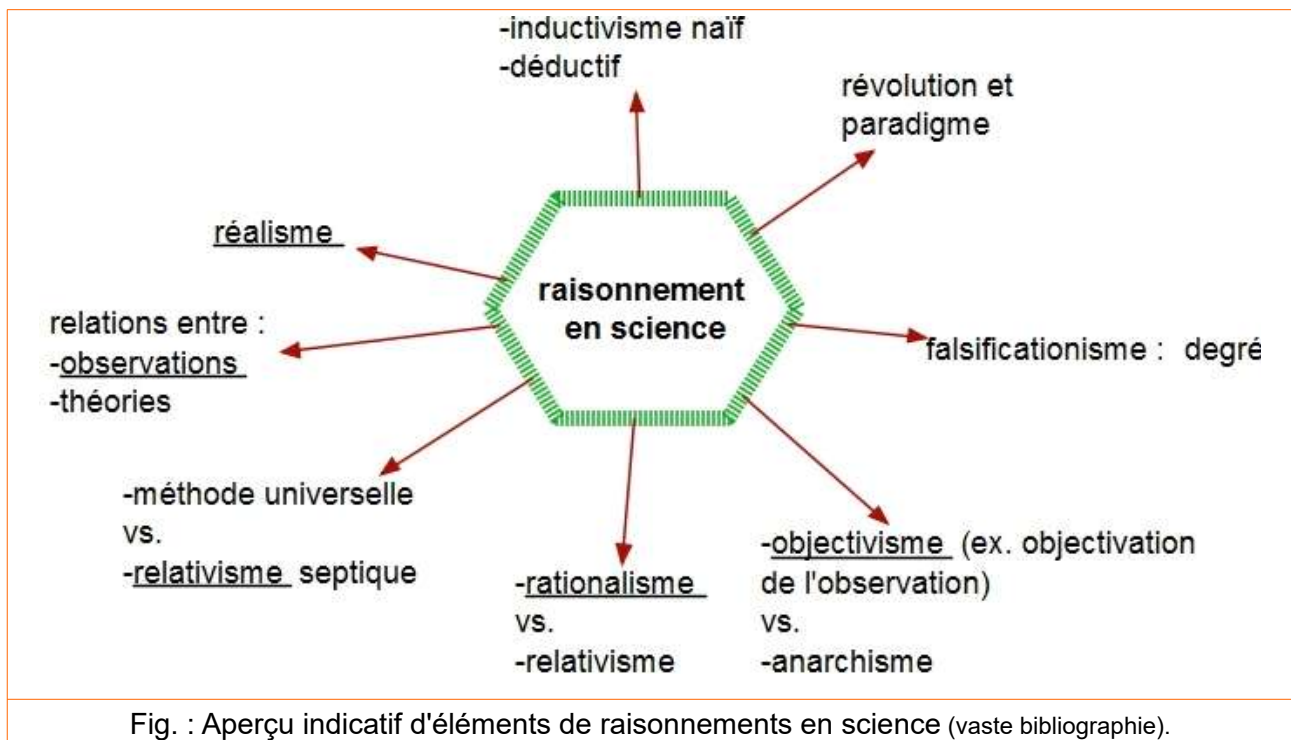 -inductivisme naïf
-déductif
révolution et
paradigme
réalisme
raisonnement
en science
relations entre :
-observations
-théories
falsificationisme : degré
-méthode universelle
vs.
-relativisme septique
-rationalisme
vs.
-relativisme
-objectivisme (ex. objectivation
de l'observation)
vs.
-anarchisme
Fig. : Aperçu indicatif d'éléments de raisonnements en science (vaste bibliographie).